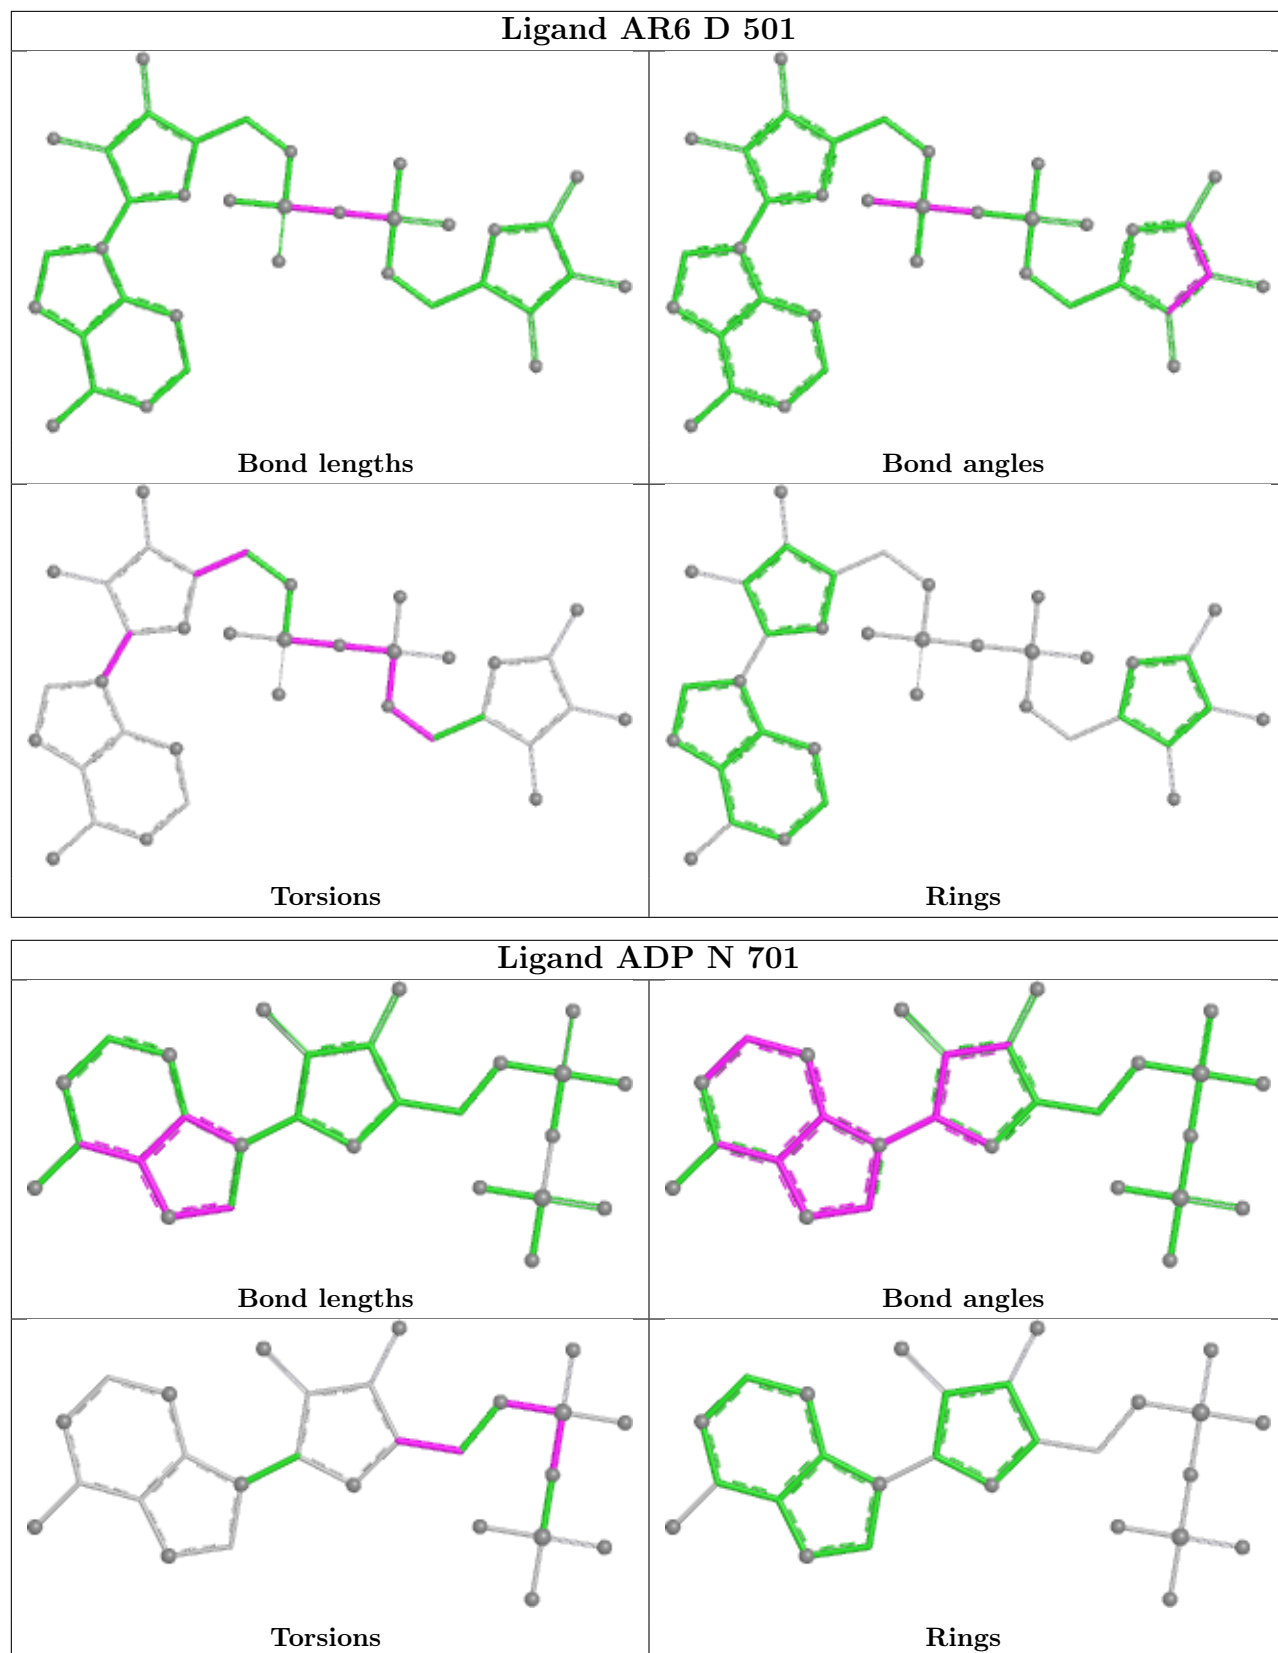 Ligand AR6 D 501
Bond lengths
Bond angles
Torsions
Rings
Ligand ADP N 701
Bond lengths
Bond angles
Torsions
Rings